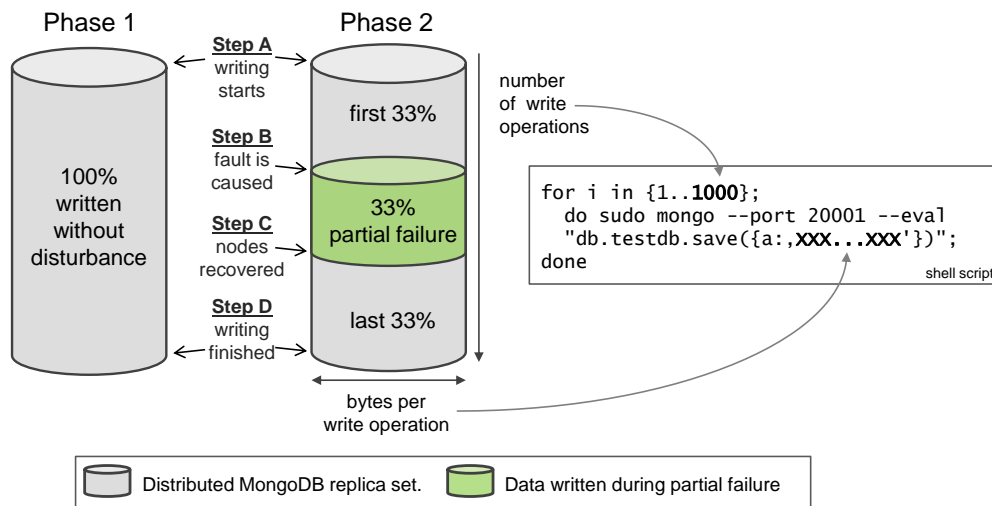 Phase 1
Phase 2
Step A
writing
starts
Step B
fault is
caused
Step C
nodes
recovered
Step D
writing
finished
100%
written
without
disturbance
first 33%
33%
partial failure
last 33%
number
of write
operations
bytes per
write operation
for i in {1..1000};
do sudo mongo --port 20001 --eval
"db.testdb.save({a:,XXX...XXX'})";
done
shell script
Distributed MongoDB replica set.
Data written during partial failure